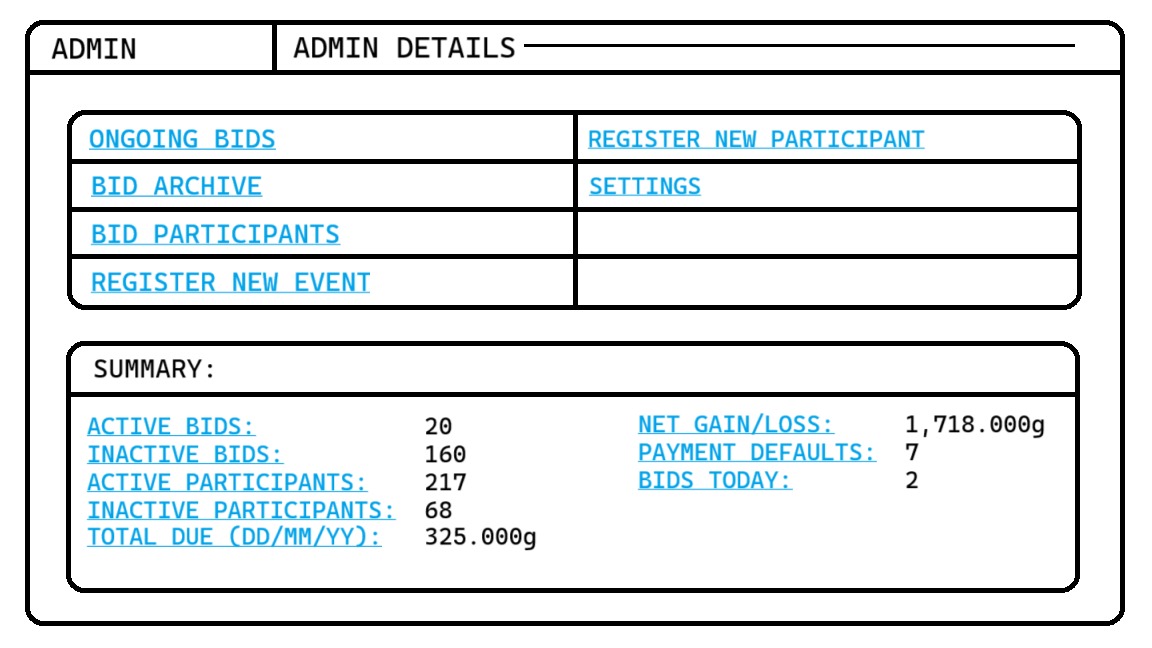 ADMIN
ADMIN DETAILS
ONGOING BIDS
REGISTER NEW PARTICIPANT
BID ARCHIVE
SETTINGS
BID PARTICIPANTS
REGISTER NEW EVENT
SUMMARY:
ACTIVE BIDS: 20
INACTIVE BIDS: 160
ACTIVE PARTICIPANTS: 217
INACTIVE PARTICIPANTS: 68
TOTAL DUE (DD/MM/YY): 325.000g
NET GAIN/LOSS: 1,718.000g
PAYMENT DEFAULTS: 7
BIDS TODAY: 2